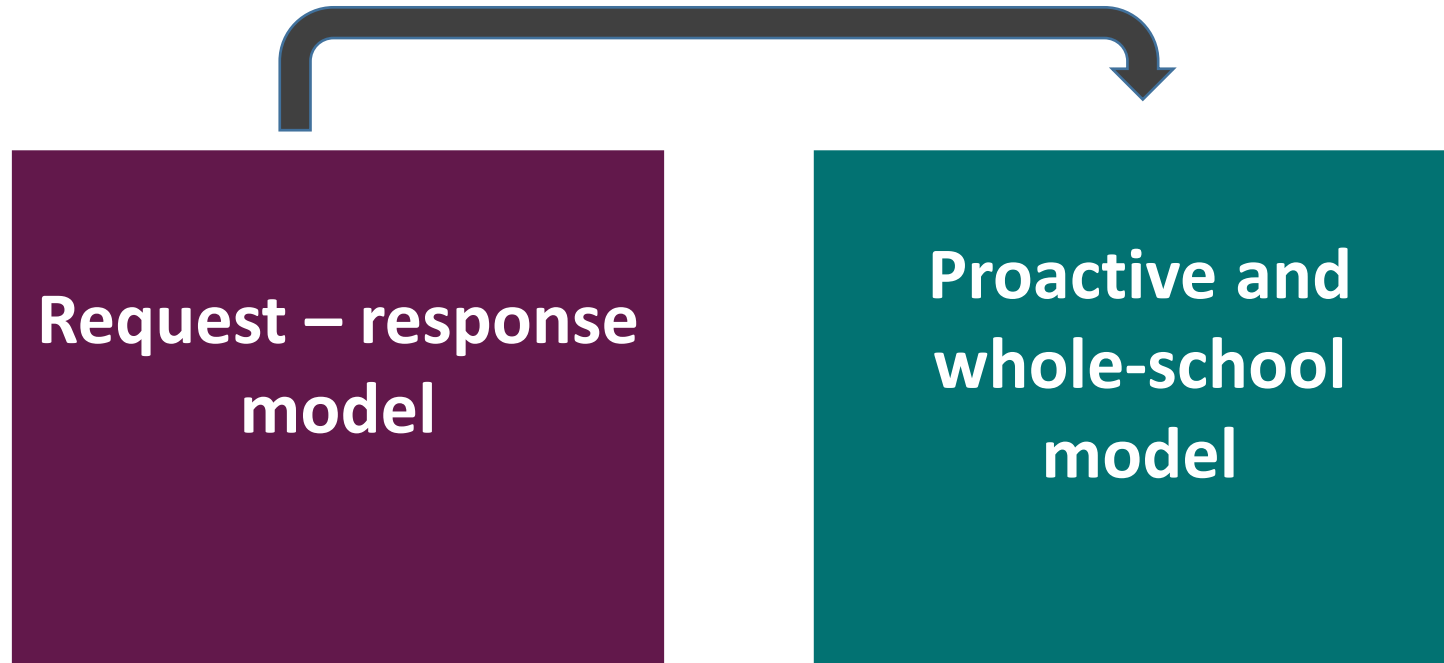 Request – response
model
Proactive and
whole-school
model